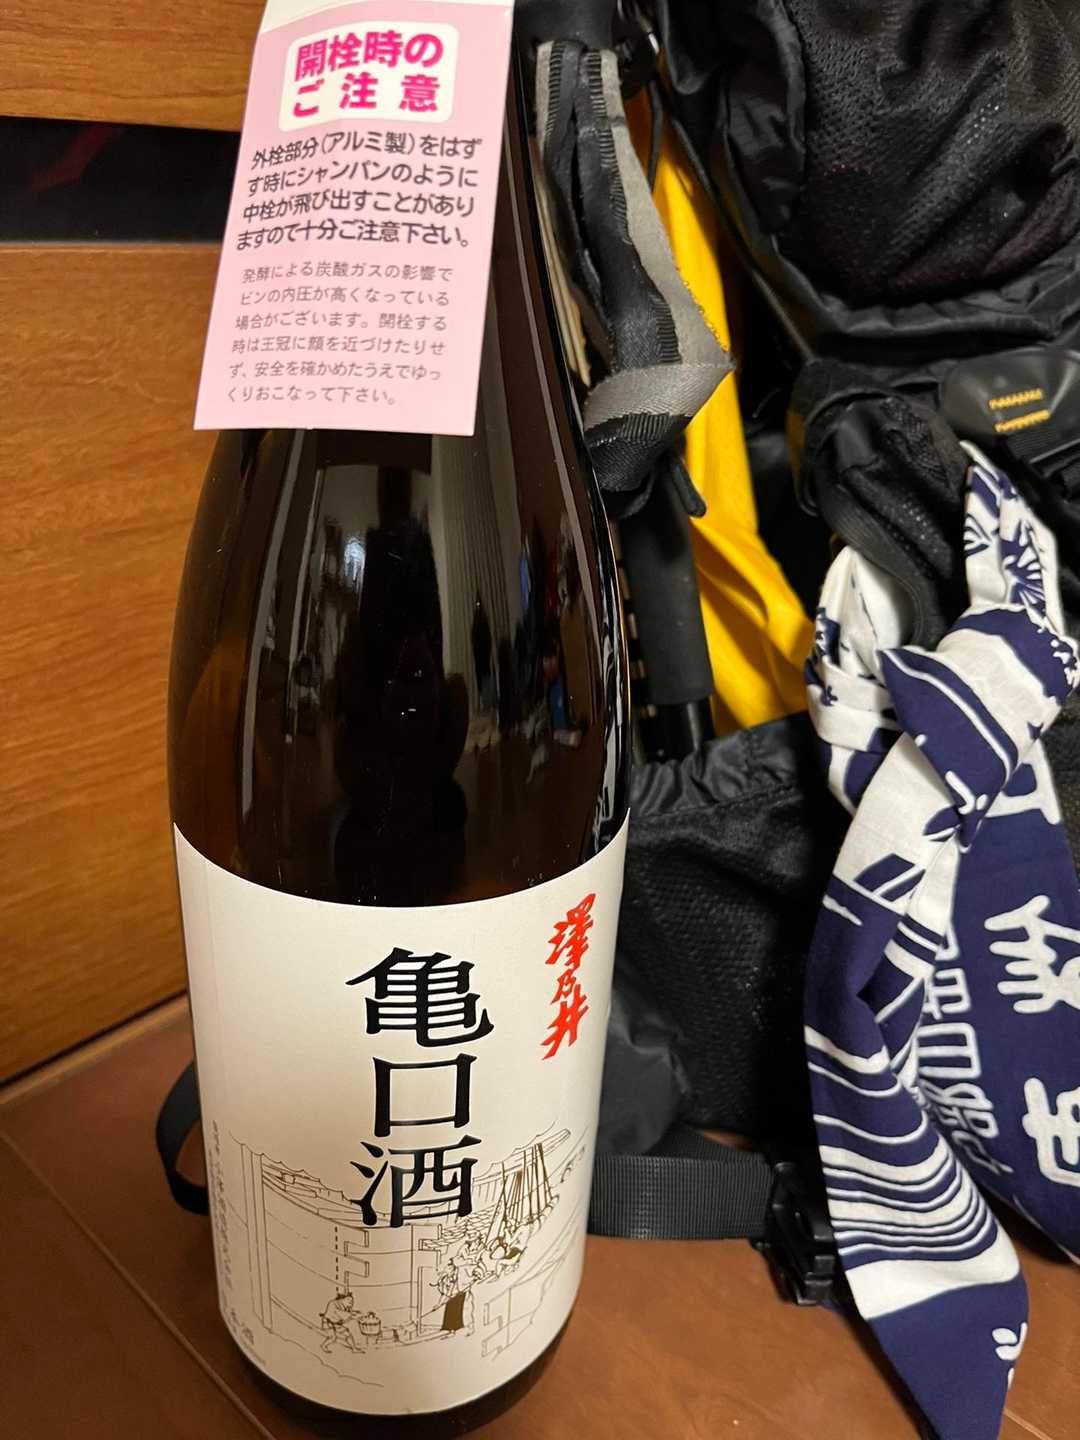 開栓時の
ご注意
外栓部分(アルミ製)をはず
す時にシャンパンのように
中栓が飛び出すことがあり
ますので十分ご注意下さい。
発酵による炭酸ガスの影響で
ビンの内圧が高くなっている
場合がございます。開栓する
時は王冠に顔を近づけたりせ
ず、安全を確かめたうえでゆっ
くりおこなって下さい。
澤乃井
亀口酒